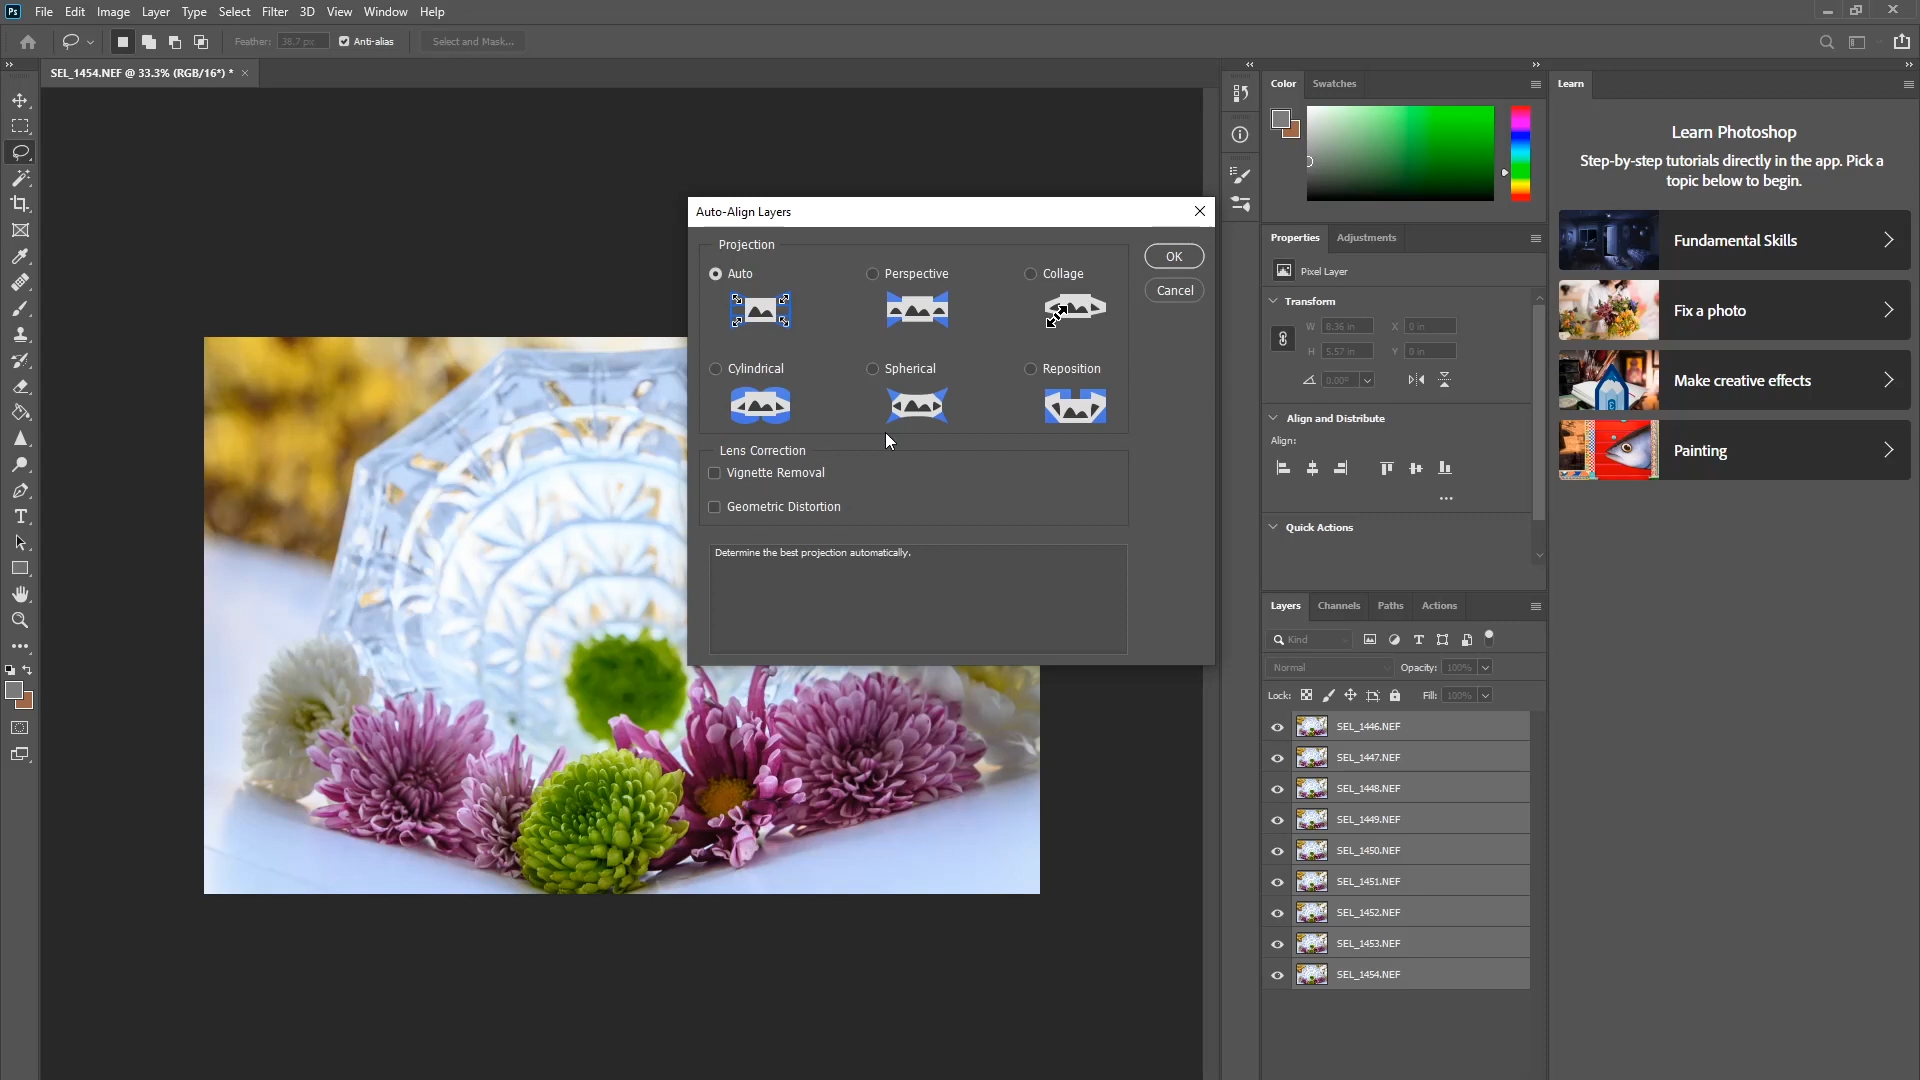 Ps File Edit Image Layer Type Select Filter 3D View Window Help
Feather: 38.7 px Anti-alias Select and Mask...
SEL_1454.NEF @ 33.3% (RGB/16*) * ×
Auto-Align Layers
Projection
Auto Perspective Collage
Cylindrical Spherical Reposition
OK
Cancel
Lens Correction
Vignette Removal
Geometric Distortion
Determine the best projection automatically.
Color Swatches
Properties Adjustments
Pixel Layer
Transform
W 8.36 in X 0 in
H 5.57 in Y 0 in
0.00°
Align and Distribute
Align:
Quick Actions
Layers Channels Paths Actions
Kind
Normal Opacity: 100%
Lock: Fill: 100%
SEL_1446.NEF
SEL_1447.NEF
SEL_1448.NEF
SEL_1449.NEF
SEL_1450.NEF
SEL_1451.NEF
SEL_1452.NEF
SEL_1453.NEF
SEL_1454.NEF
Learn
Learn Photoshop
Step-by-step tutorials directly in the app. Pick a
topic below to begin.
Fundamental Skills
Fix a photo
Make creative effects
Painting